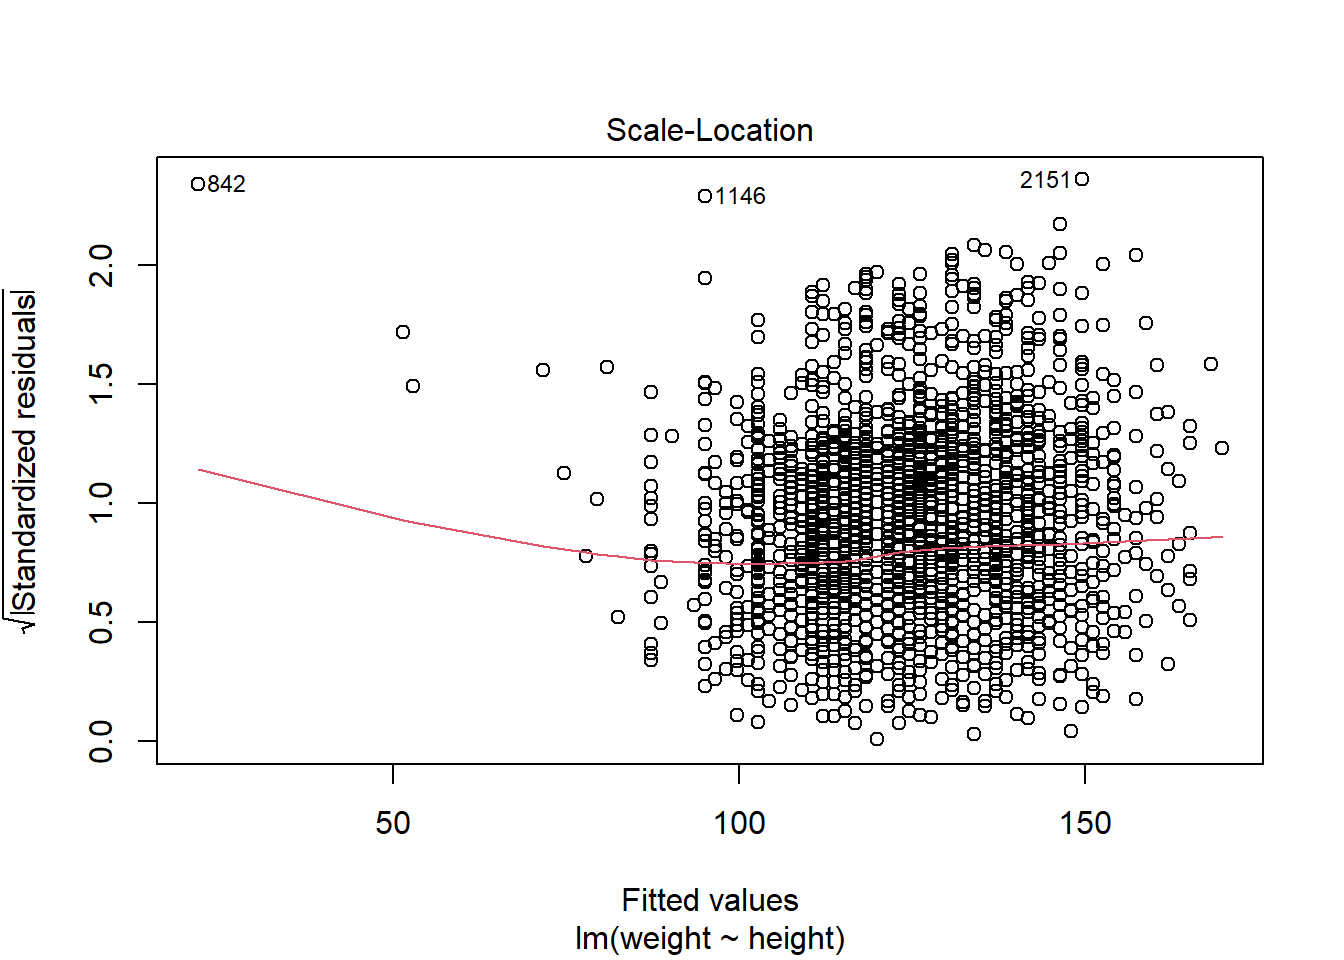 Scale-Location
842
1146
2151
√|Standardized residuals|
2.0
1.5
1.0
0.5
0.0
50
100
150
Fitted values
lm(weight ~ height)